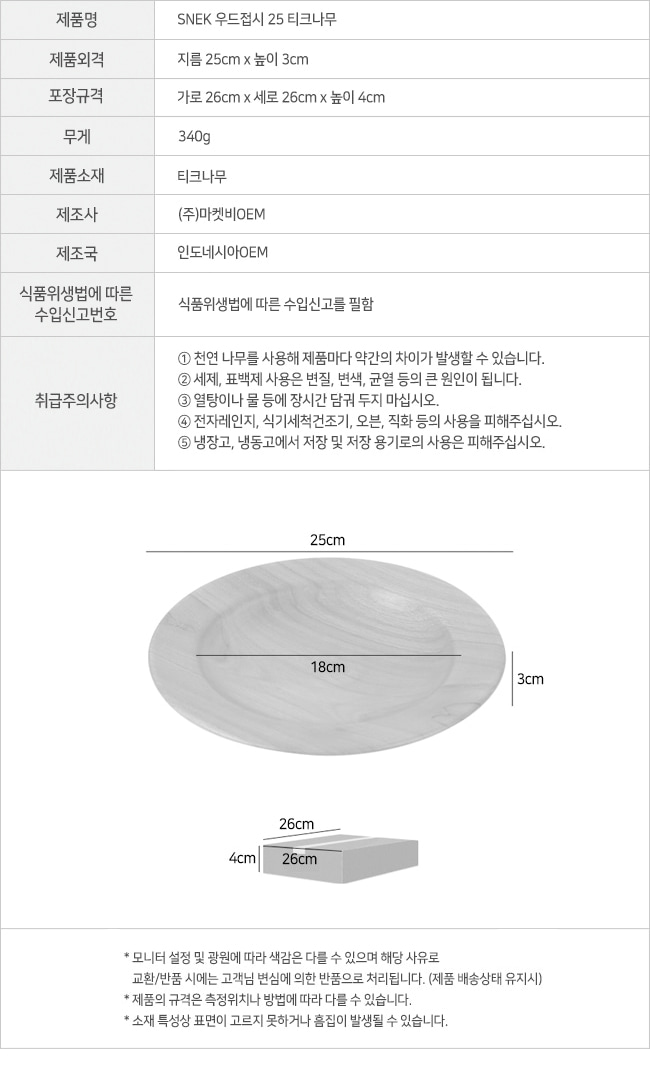 제품명
SNEK 우드접시 25 티크나무
제품외격
지름 25cm x 높이 3cm
포장규격
가로 26cm x 세로 26cm x 높이 4cm
무게
340g
제품소재
티크나무
제조사
(주)마켓비OEM
제조국
인도네시아OEM
식품위생법에 따른
수입신고번호
식품위생법에 따른 수입신고를 필함
취급주의사항
① 천연 나무를 사용해 제품마다 약간의 차이가 발생할 수 있습니다.
② 세제, 표백제 사용은 변질, 변색, 균열 등의 큰 원인이 됩니다.
③ 열탕이나 물 등에 장시간 담궈 두지 마십시오.
④ 전자레인지, 식기세척건조기, 오븐, 직화 등의 사용을 피해주십시오.
⑤ 냉장고, 냉동고에서 저장 및 저장 용기로의 사용은 피해주십시오.
25cm
18cm
3cm
26cm
4cm
26cm
* 모니터 설정 및 광원에 따라 색감은 다를 수 있으며 해당 사유로
교환/반품 시에는 고객님 변심에 의한 반품으로 처리됩니다. (제품 배송상태 유지시)
* 제품의 규격은 측정위치나 방법에 따라 다를 수 있습니다.
* 소재 특성상 표면이 고르지 못하거나 흠집이 발생될 수 있습니다.